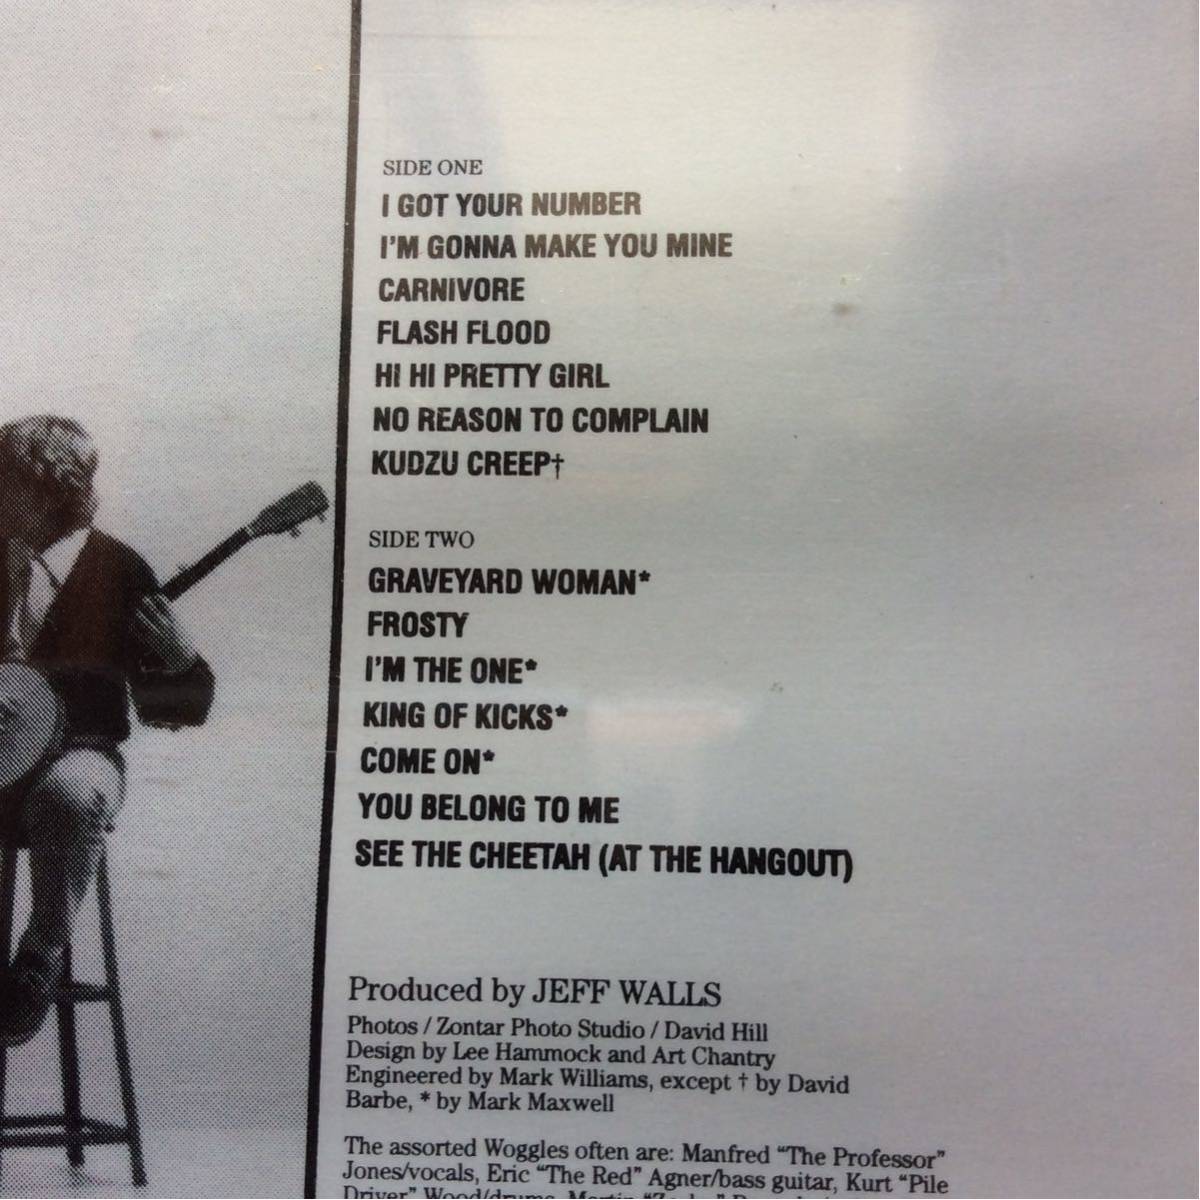 SIDE ONE
I GOT YOUR NUMBER
I'M GONNA MAKE YOU MINE
CARNIVORE
FLASH FLOOD
HI HI PRETTY GIRL
NO REASON TO COMPLAIN
KUDZU CREEP†
SIDE TWO
GRAVEYARD WOMAN*
FROSTY
I'M THE ONE*
KING OF KICKS*
COME ON*
YOU BELONG TO ME
SEE THE CHEETAH (AT THE HANGOUT)
Produced by JEFF WALLS
Photos / Zontar Photo Studio / David Hill
Design by Lee Hammock and Art Chantry
Engineered by Mark Williams, except † by David
Barbe, * by Mark Maxwell
The assorted Woggles often are: Manfred "The Professor"
Jones/vocals, Eric "The Red" Agner/bass guitar, Kurt "Pile
Driver" Wood/drums,